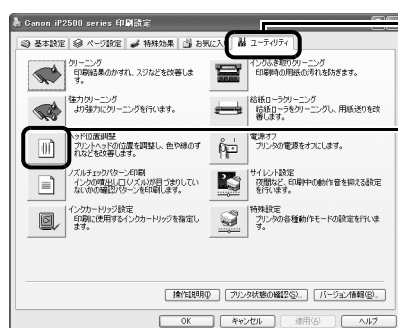 Canon iP2500 series 印刷設定
基本設定 ページ設定 特殊効果 お気に入 ユーティリティ
クリーニング
印刷結果のかすれ、スジなどを改善しま
す。
インクふき取りクリーニング
印刷時の用紙の汚れを防ぎます。
強力クリーニング
より強力にクリーニングを行います。
給紙ローラクリーニング
給紙ローラをクリーニングし、用紙送りを改
善します。
ヘッド位置調整
プリントヘッドの位置を調整し、色や線のず
れなどを改善します。
電源オフ
プリンタの電源をオフにします。
ノズルチェックパターン印刷
インクの噴出し口（ノズル）が目づまりしてい
ないかの確認パターンを印刷します。
サイレント設定
夜間など、印刷中の動作音を抑える設定
を行います。
インクカートリッジ設定
印刷に使用するインクカートリッジを指定し
ます。
特殊設定
プリンタの各種動作モードの設定を行いま
す。
操作説明(I) プリンタ状態の確認(S)... バージョン情報(B)...
OK キャンセル 適用(A) ヘルプ